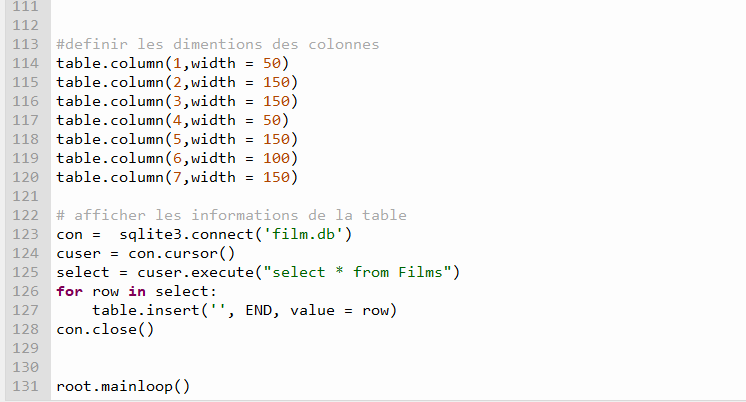 111
112
113 #definir les dimentions des colonnes
114 table.column(1,width = 50)
115 table.column(2,width = 150)
116 table.column(3,width = 150)
117 table.column(4,width = 50)
118 table.column(5,width = 150)
119 table.column(6,width = 100)
120 table.column(7,width = 150)
121
122 # afficher les informations de la table
123 con =  sqlite3.connect('film.db')
124 cuser = con.cursor()
125 select = cuser.execute("select * from Films")
126 for row in select:
127     table.insert('', END, value = row)
128 con.close()
129
130
131 root.mainloop()